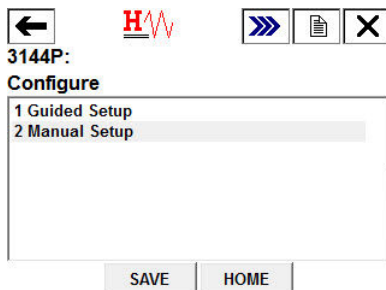 H
3144P:
Configure
1 Guided Setup
2 Manual Setup
SAVE HOME